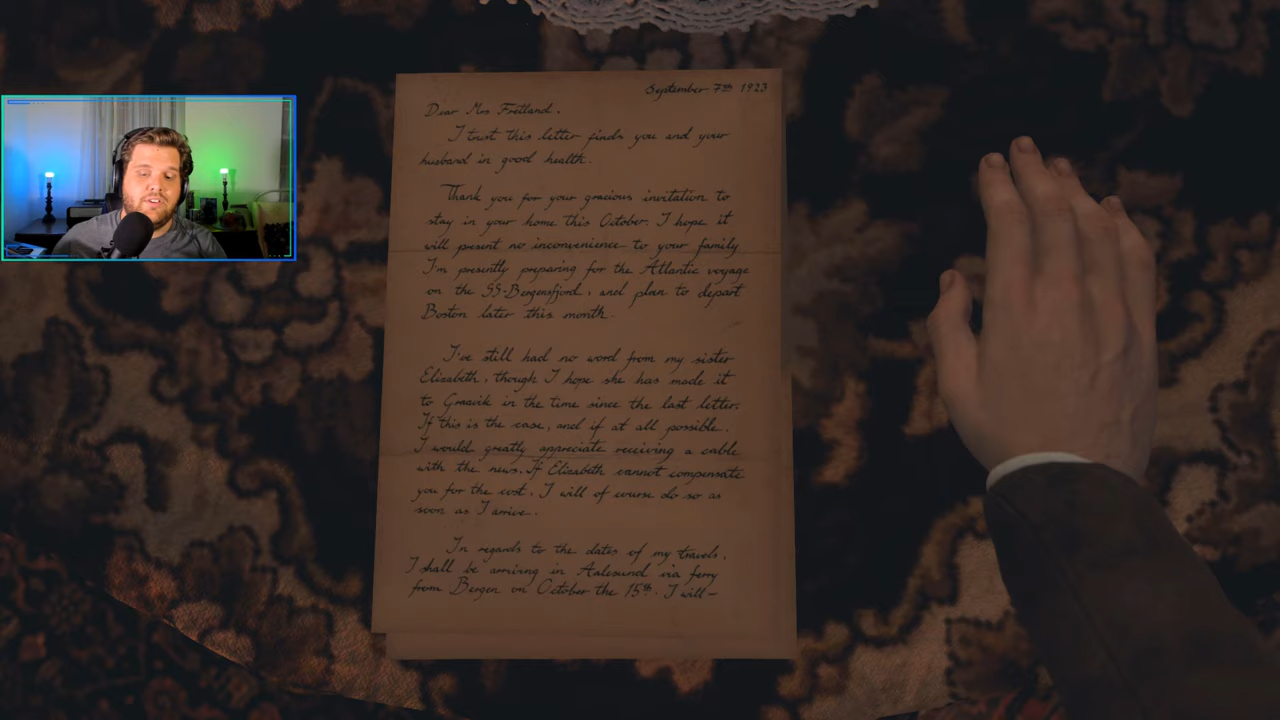 September 7th 1923
Dear Mrs Fretland,
I trust this letter finds you and your
husband in good health.
Thank you for your gracious invitation to
stay in your home this October. I hope it
will present no inconvenience to your family.
I'm presently preparing for the Atlantic voyage
on the SS-Bergensfjord, and plan to depart
Boston later this month.
I've still had no word from my sister
Elizabeth, though I hope she has made it
to Graavik in the time since the last letter.
If this is the case, and if at all possible,
I would greatly appreciate receiving a cable
with the news. If Elizabeth cannot compensate
you for the cost, I will of course do so as
soon as I arrive.
In regards to the dates of my travels,
I shall be arriving in Aalesund via ferry
from Bergen on October the 15th. I will-